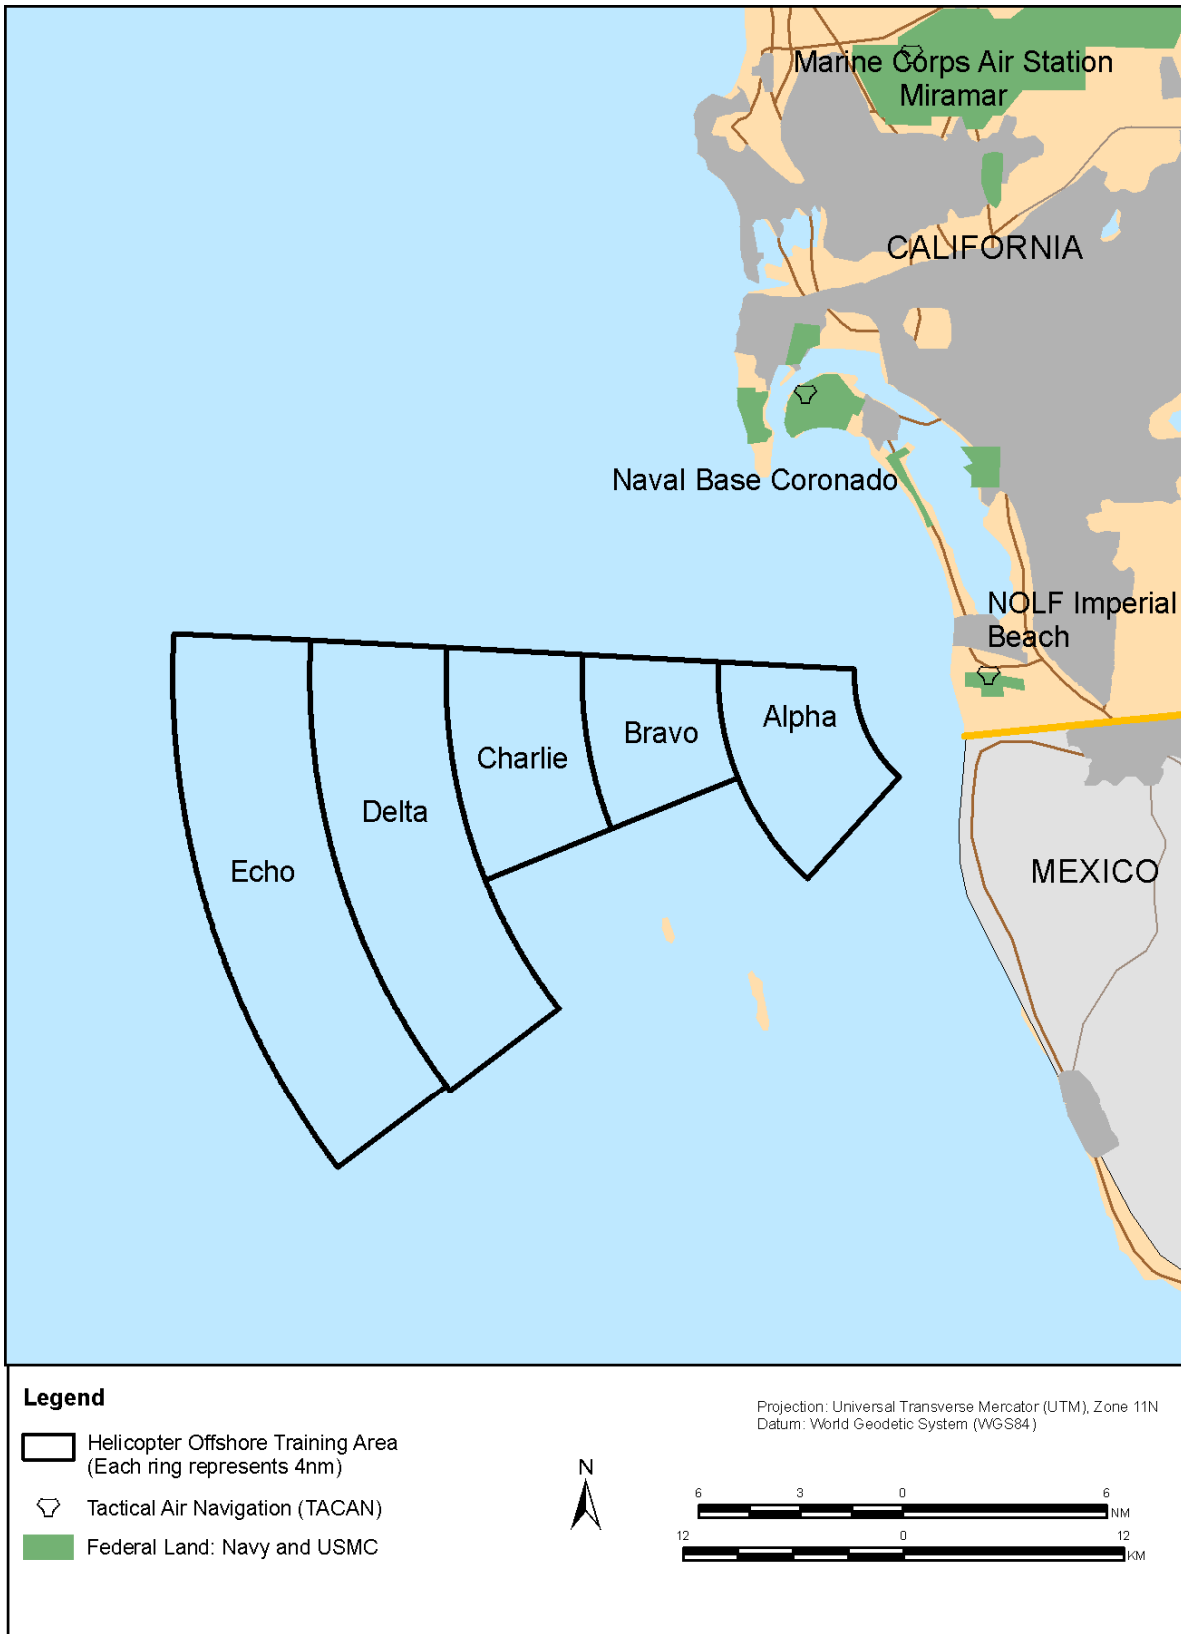 Marine Corps Air Station
Miramar
CALIFORNIA
Naval Base Coronado
NOLF Imperial
Beach
Alpha
Bravo
Charlie
Delta
Echo
MEXICO
Legend
Helicopter Offshore Training Area
(Each ring represents 4nm)
Tactical Air Navigation (TACAN)
Federal Land: Navy and USMC
N
Projection: Universal Transverse Mercator (UTM), Zone 11N
Datum: World Geodetic System (WGS84)
6 3 0 6
NM
12 0 12
KM